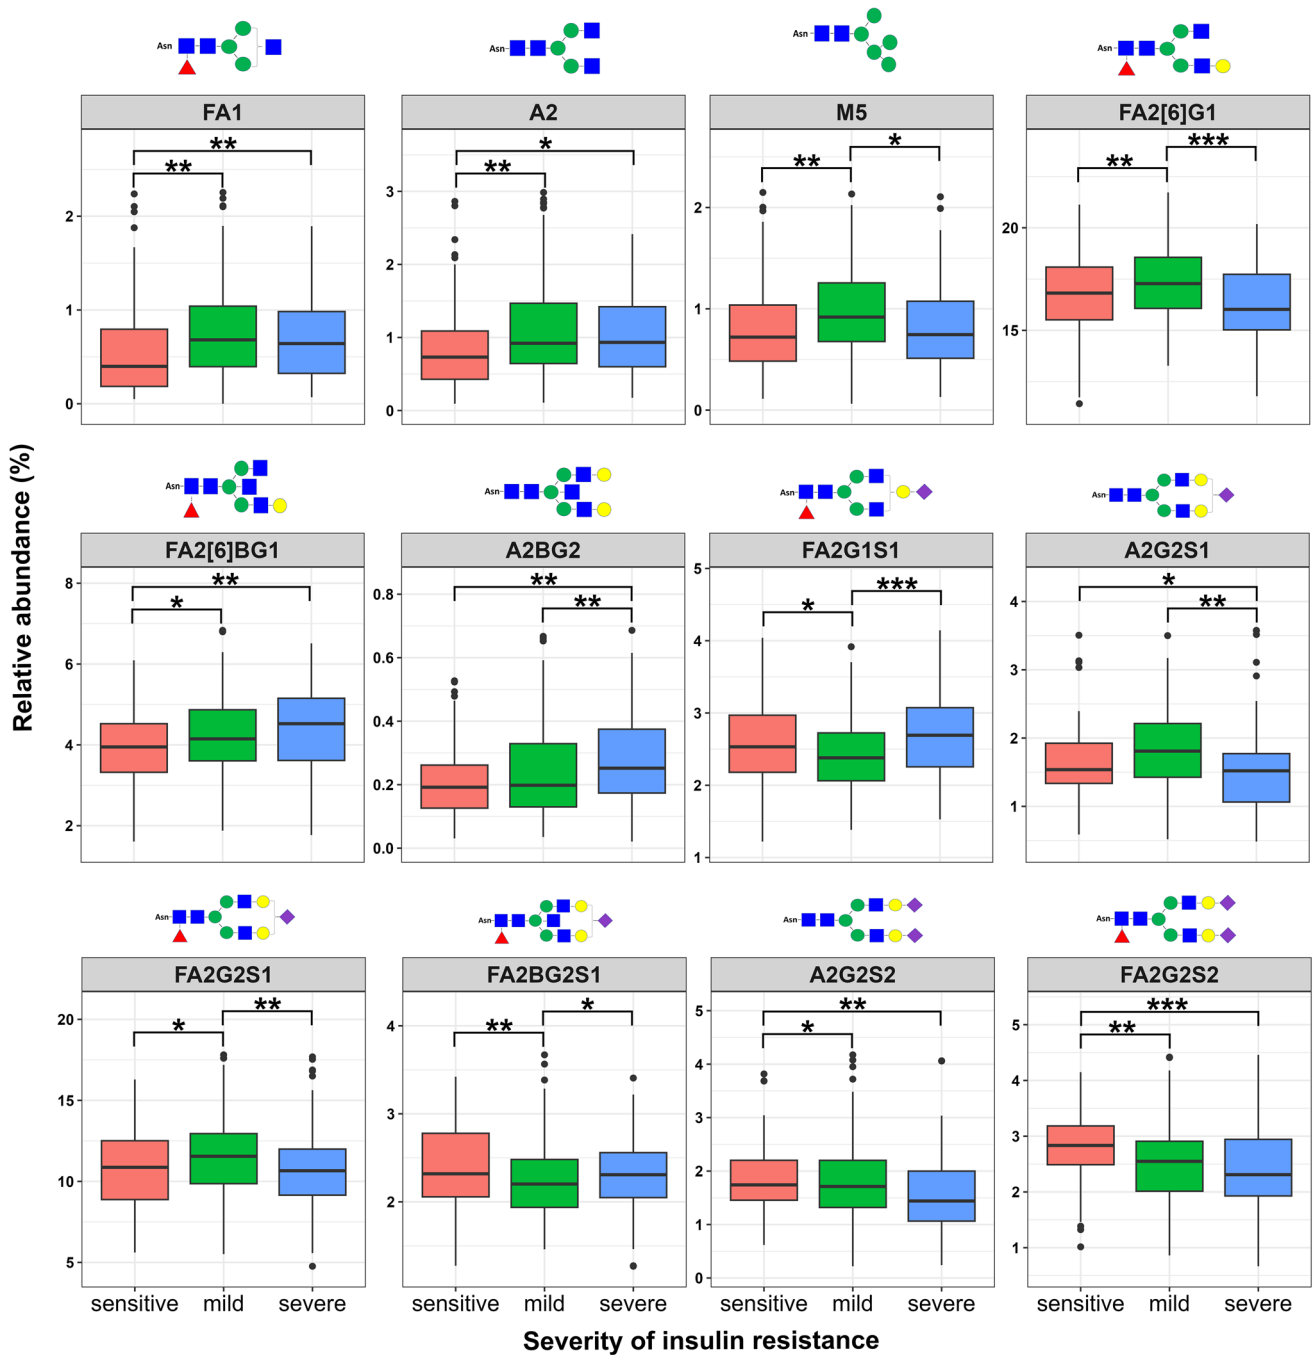 Asn
Asn
Asn
Asn
FA1
A2
M5
FA2[6]G1
**
**
*
**
*
**
***
**
2
1
0
3
2
1
0
2
1
0
20
15
Relative abundance (%)
Asn
Asn
Asn
Asn
FA2[6]BG1
A2BG2
FA2G1S1
A2G2S1
**
*
**
**
***
*
*
**
8
6
4
2
0.8
0.6
0.4
0.2
0.0
5
4
3
2
1
4
3
2
1
Asn
Asn
Asn
Asn
FA2G2S1
FA2BG2S1
A2G2S2
FA2G2S2
**
*
*
**
**
*
***
**
20
15
10
5
4
3
2
5
4
3
2
1
0
5
4
3
2
1
sensitive mild severe
sensitive mild severe
sensitive mild severe
sensitive mild severe
Severity of insulin resistance